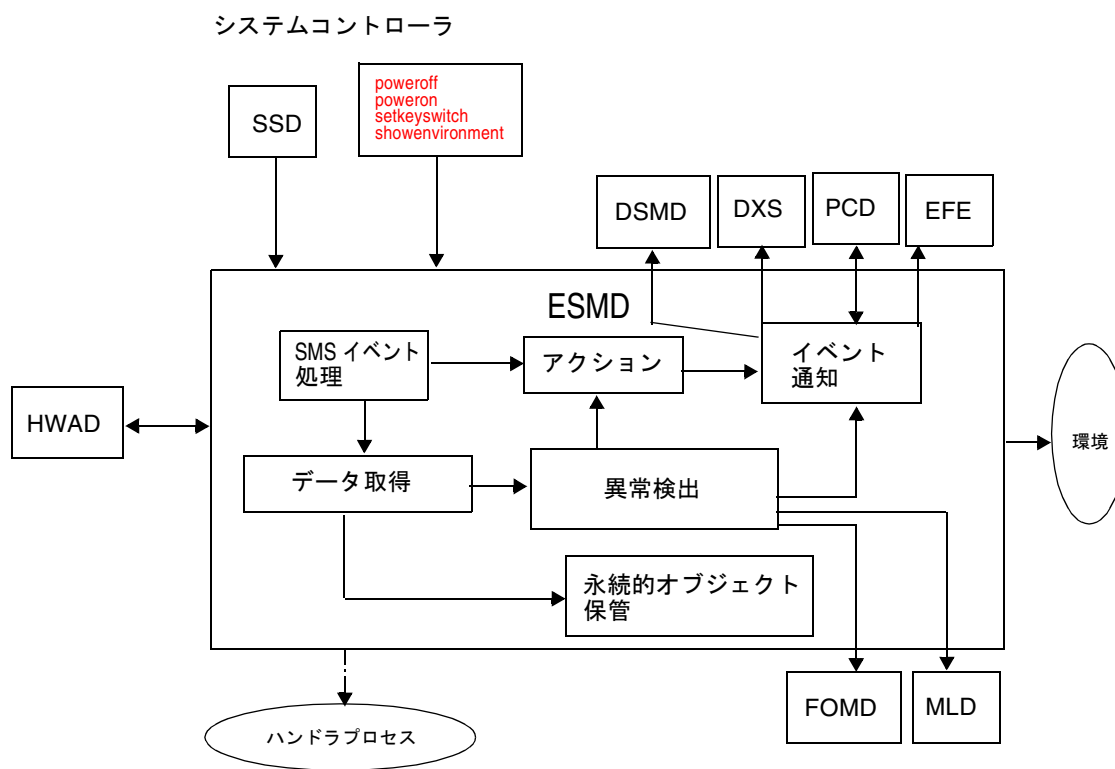 システムコントローラ
SSD
poweroff
poweron
setkeyswitch
showenvironment
DSMD
DXS
PCD
EFE
ESMD
SMS イベント
処理
アクション
イベント
通知
HWAD
環境
データ取得
異常検出
永続的オブジェクト
保管
FOMD
MLD
ハンドラプロセス